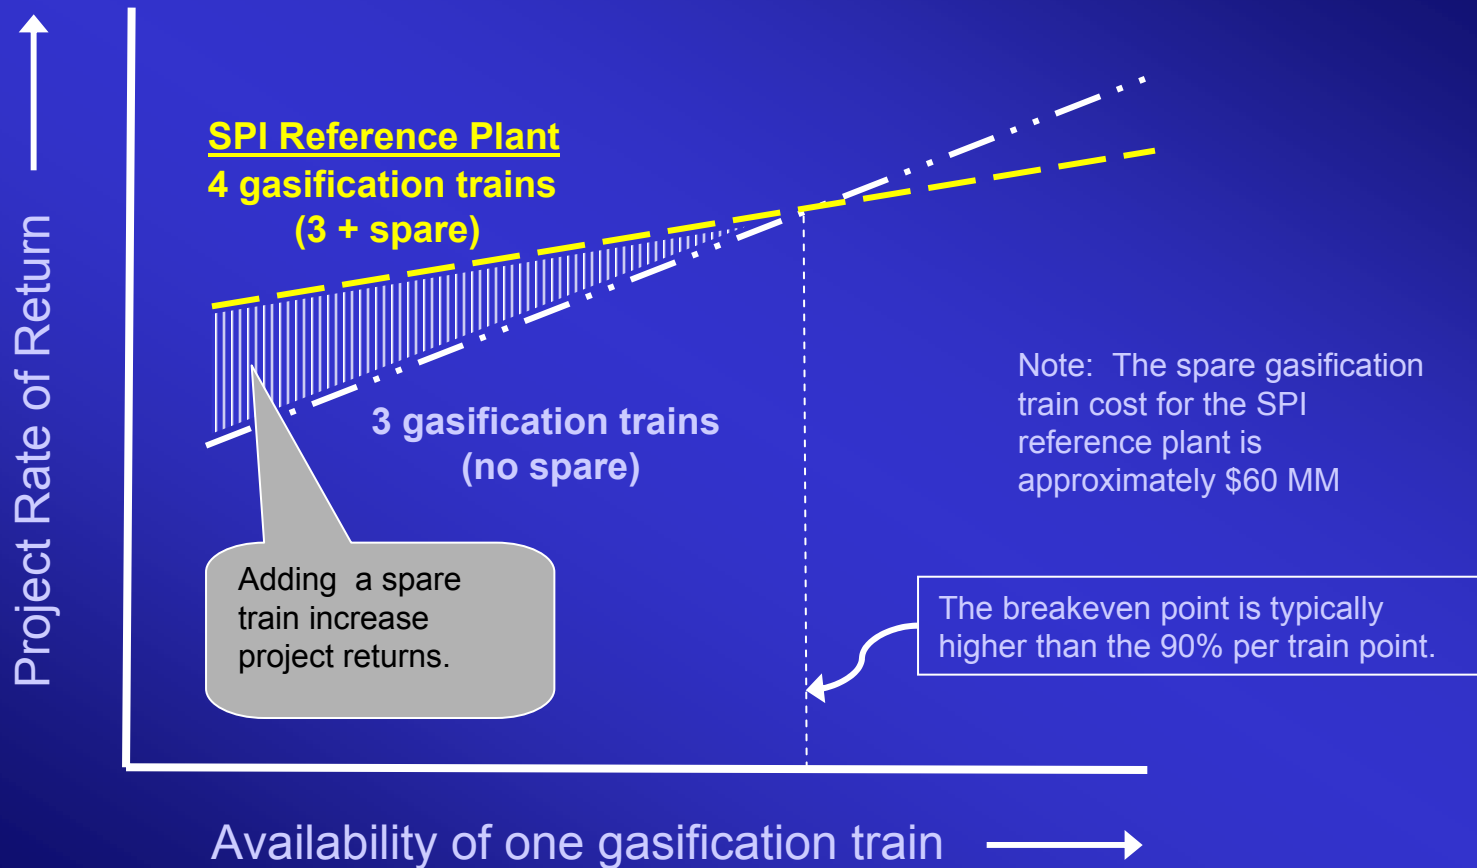 Project Rate of Return
SPI Reference Plant
4 gasification trains
(3 + spare)
3 gasification trains
(no spare)
Adding a spare
train increase
project returns.
Note: The spare gasification
train cost for the SPI
reference plant is
approximately $60 MM
The breakeven point is typically
higher than the 90% per train point.
Availability of one gasification train